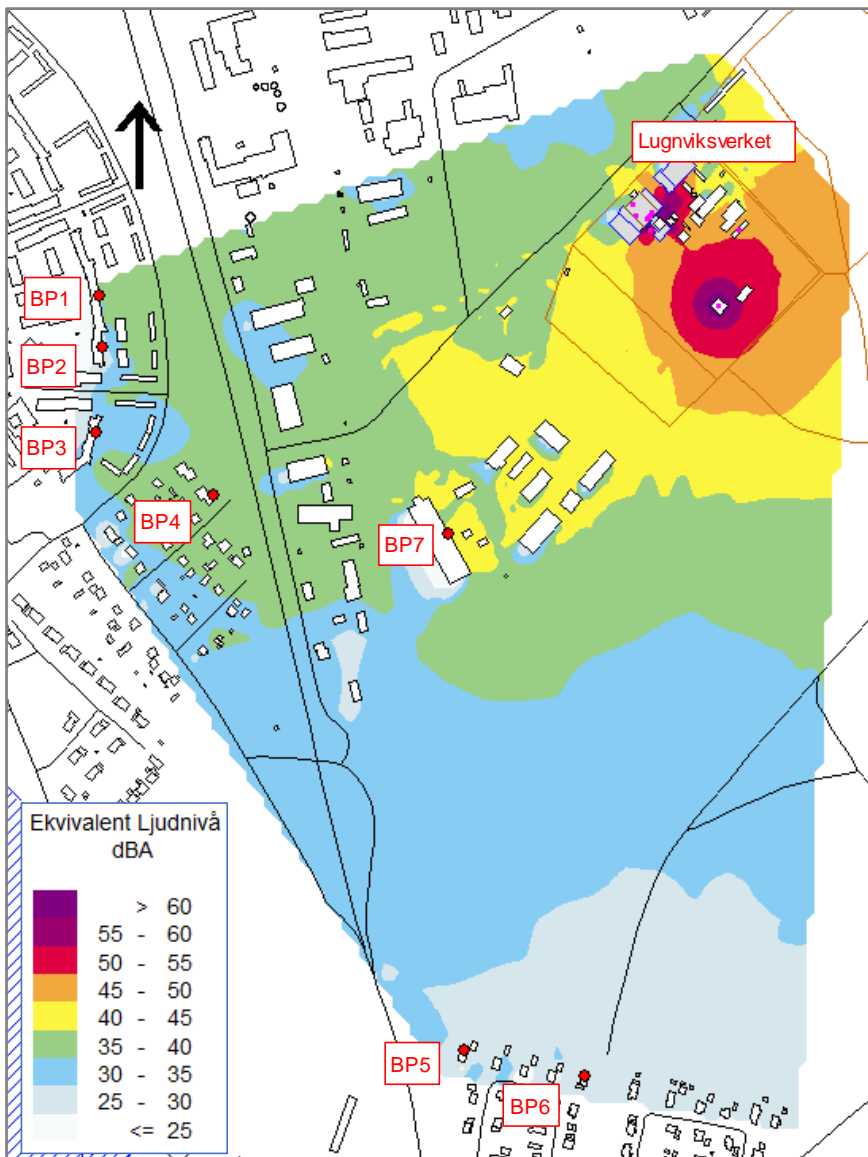 Lugnviksverket
BP1
BP2
BP3
BP4
BP7
Ekvivalent Ljudnivå
dBA
> 60
55 - 60
50 - 55
45 - 50
40 - 45
35 - 40
30 - 35
25 - 30
<= 25
BP5
BP6